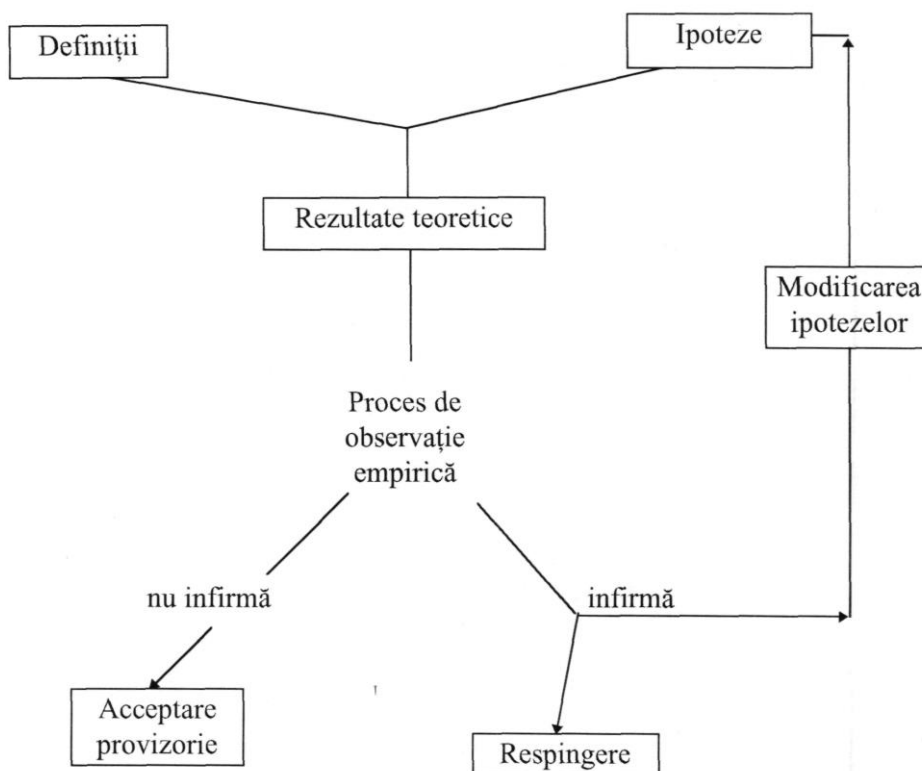 Definiții
Ipoteze
Rezultate teoretice
Modificarea
ipotezelor
Proces de
observație
empirică
nu infirmă
infirmă
Acceptare
provizorie
Respingere